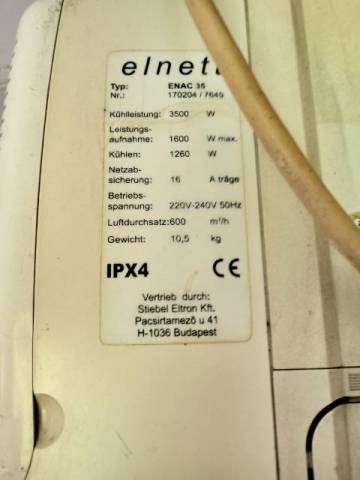 elnett
Typ: ENAC 35
Nr.: 170204 / 7649
Kühlleistung: 3500 W
Leistungs-
aufnahme: 1600 W max.
Kühlen: 1260 W
Netzab-
sicherung: 16 A träge
Betriebs-
spannung: 220V-240V 50Hz
Luftdurchsatz: 600 m³/h
Gewicht: 10,5 kg
IPX4 CE
Vertrieb durch:
Stiebel Eltron Kft.
Pacsirtamező u 41
H-1036 Budapest